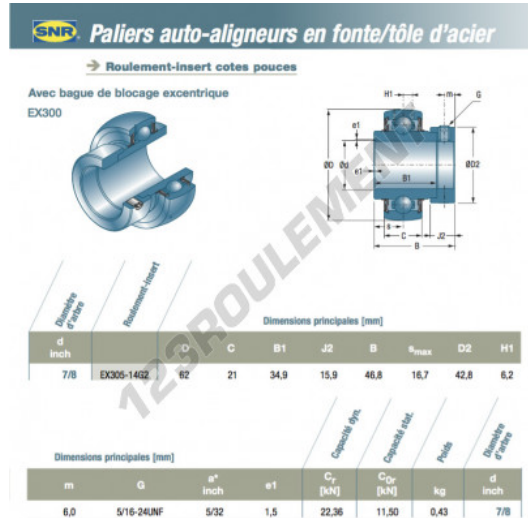 SNR
Paliers auto-aligneurs en fonte/tôle d'acier
→ Roulement-insert cotes pouces
Avec bague de blocage excentrique
EX300
H1 m G
e1
ØD Ød ØD2
e1
B1
s
C J2
B
123ROULEMENT
Diamètre d'arbre Roulement-insert Dimensions principales [mm]
d inch D C B1 J2 B smax D2 H1
7/8 EX305-14G2 62 21 34,9 15,9 46,8 16,7 42,8 6,2
Dimensions principales [mm] Capacité dyn. Capacité stat. Poids Diamètre d'arbre
m G a* inch e1 Cr [kN] C0r [kN] kg d inch
6,0 5/16-24UNF 5/32 1,5 22,36 11,50 0,43 7/8